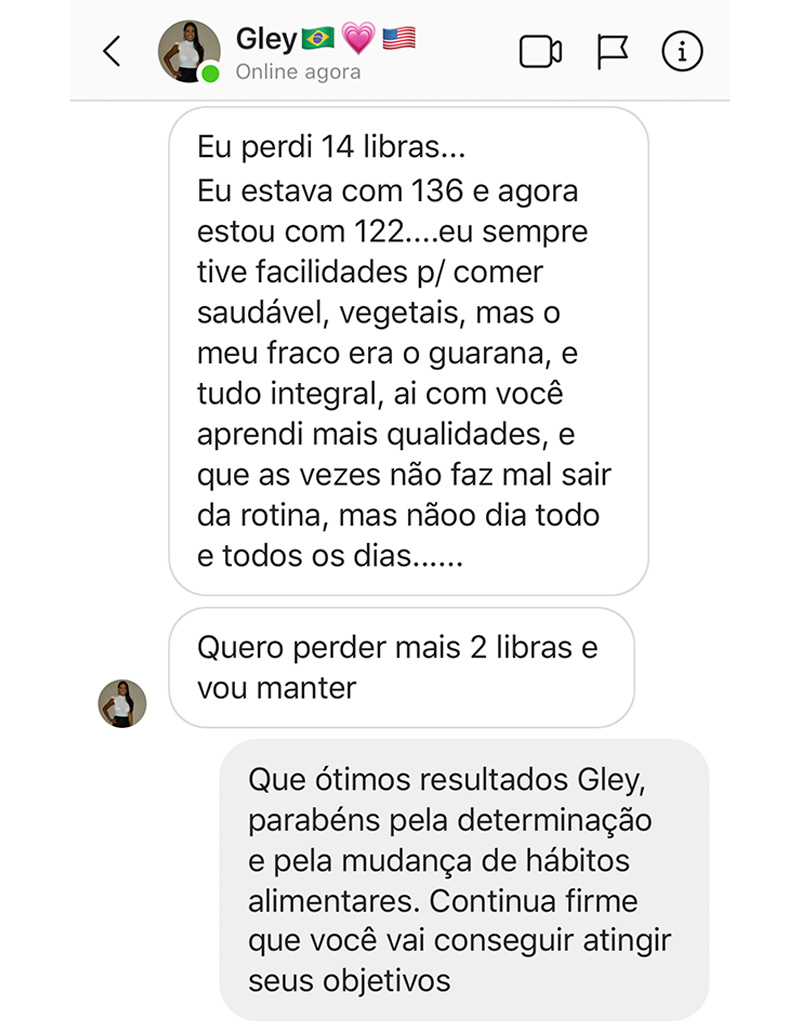 Gley🇧🇷💗🇺🇸
Online agora
Eu perdi 14 libras...
Eu estava com 136 e agora
estou com 122....eu sempre
tive facilidades p/ comer
saudável, vegetais, mas o
meu fraco era o guarana, e
tudo integral, ai com você
aprendi mais qualidades, e
que as vezes não faz mal sair
da rotina, mas nãoo dia todo
e todos os dias......
Quero perder mais 2 libras e
vou manter
Que ótimos resultados Gley,
parabéns pela determinação
e pela mudança de hábitos
alimentares. Continua firme
que você vai conseguir atingir
seus objetivos